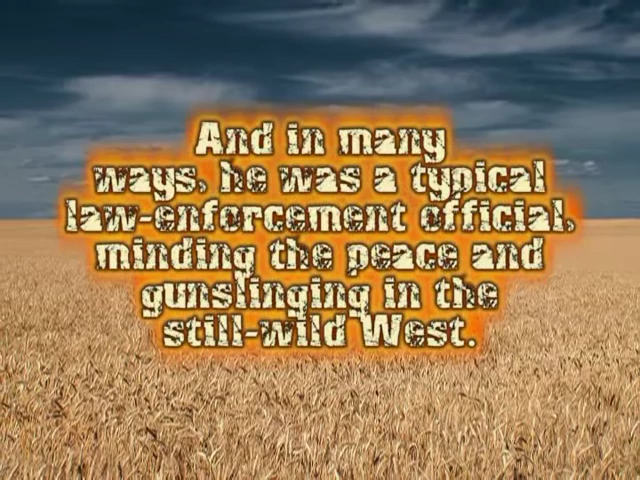 And in many
ways, he was a typical
law-enforcement official,
minding the peace and
gunslinging in the
still-wild West.